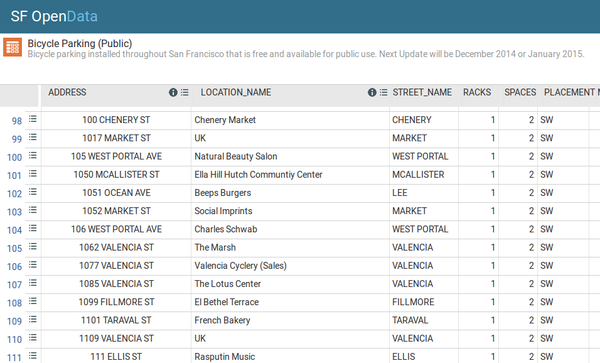 SF OpenData
Bicycle Parking (Public)
Bicycle parking installed throughout San Francisco that is free and available for public use. Next Update will be December 2014 or January 2015.
ADDRESS LOCATION_NAME STREET_NAME RACKS SPACES PLACEMENT
98 100 CHENERY ST Chenery Market CHENERY 1 2 SW
99 1017 MARKET ST UK MARKET 1 2 SW
100 105 WEST PORTAL AVE Natural Beauty Salon WEST PORTAL 1 2 SW
101 1050 MCALLISTER ST Ella Hill Hutch Communtiy Center MCALLISTER 1 2 SW
102 1051 OCEAN AVE Beeps Burgers LEE 1 2 SW
103 1052 MARKET ST Social Imprints MARKET 1 2 SW
104 106 WEST PORTAL AVE Charles Schwab WEST PORTAL 1 2 SW
105 1062 VALENCIA ST The Marsh VALENCIA 1 2 SW
106 1077 VALENCIA ST Valencia Cyclery (Sales) VALENCIA 1 2 SW
107 1085 VALENCIA ST The Lotus Center VALENCIA 1 2 SW
108 1099 FILLMORE ST El Bethel Terrace FILLMORE 1 2 SW
109 1101 TARAVAL ST French Bakery TARAVAL 1 2 SW
110 1109 VALENCIA ST UK VALENCIA 1 2 SW
111 111 ELLIS ST Rasputin Music ELLIS 1 2 SW